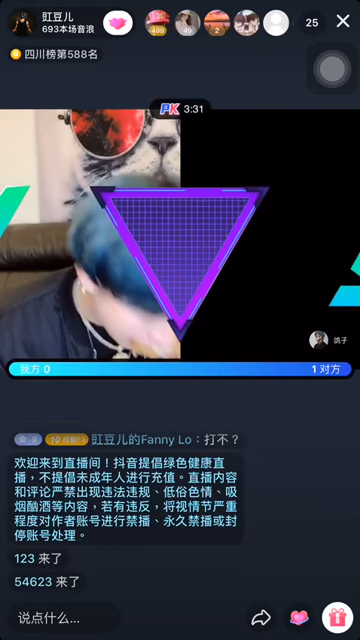 豇豆儿
693本场音浪
499
49
2
25
四川榜第588名
PK 3:31
鸽子
我方 0
1 对方
9
10
豇豆儿的Fanny Lo：打不？
欢迎来到直播间！抖音提倡绿色健康直
播，不提倡未成年人进行充值。直播内容
和评论严禁出现违法违规、低俗色情、吸
烟酗酒等内容，若有违反，将视情节严重
程度对作者账号进行禁播、永久禁播或封
停账号处理。
123 来了
54623 来了
说点什么...